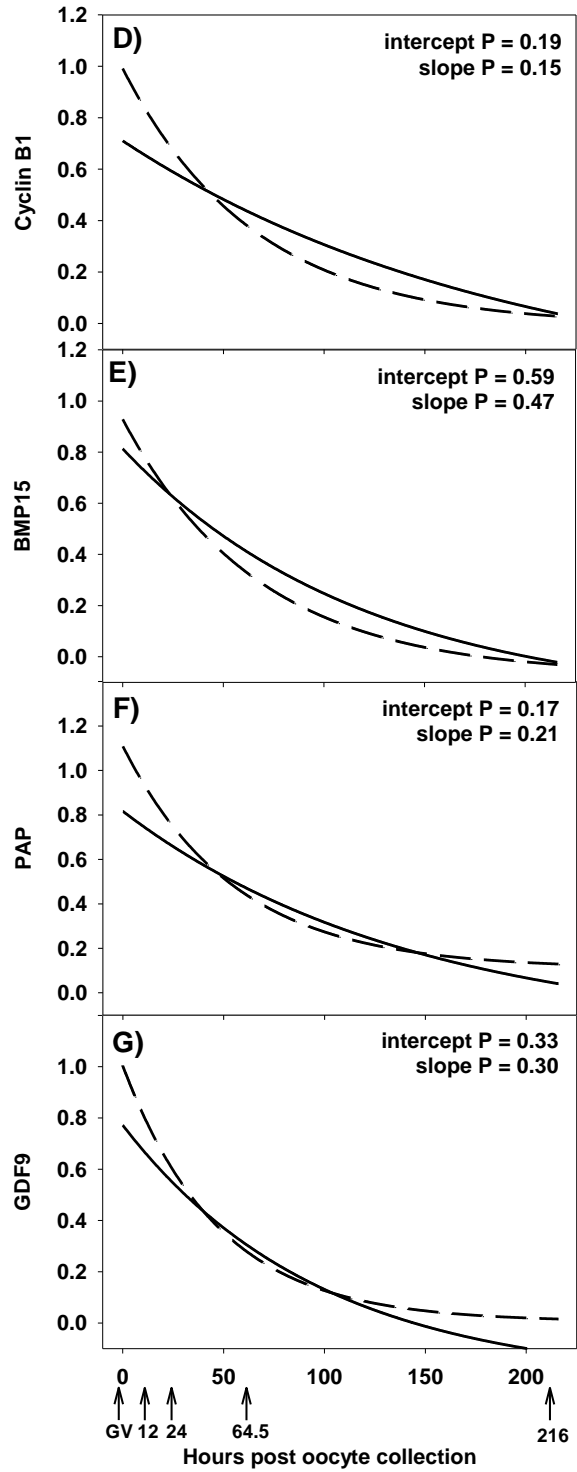 D)
intercept P = 0.19
slope P = 0.15
1.2
1.0
0.8
0.6
0.4
0.2
0.0
Cyclin B1
E)
intercept P = 0.59
slope P = 0.47
1.2
1.0
0.8
0.6
0.4
0.2
0.0
BMP15
F)
intercept P = 0.17
slope P = 0.21
1.2
1.0
0.8
0.6
0.4
0.2
0.0
PAP
G)
intercept P = 0.33
slope P = 0.30
1.0
0.8
0.6
0.4
0.2
0.0
GDF9
0 50 100 150 200
GV 12 24 64.5 216
Hours post oocyte collection